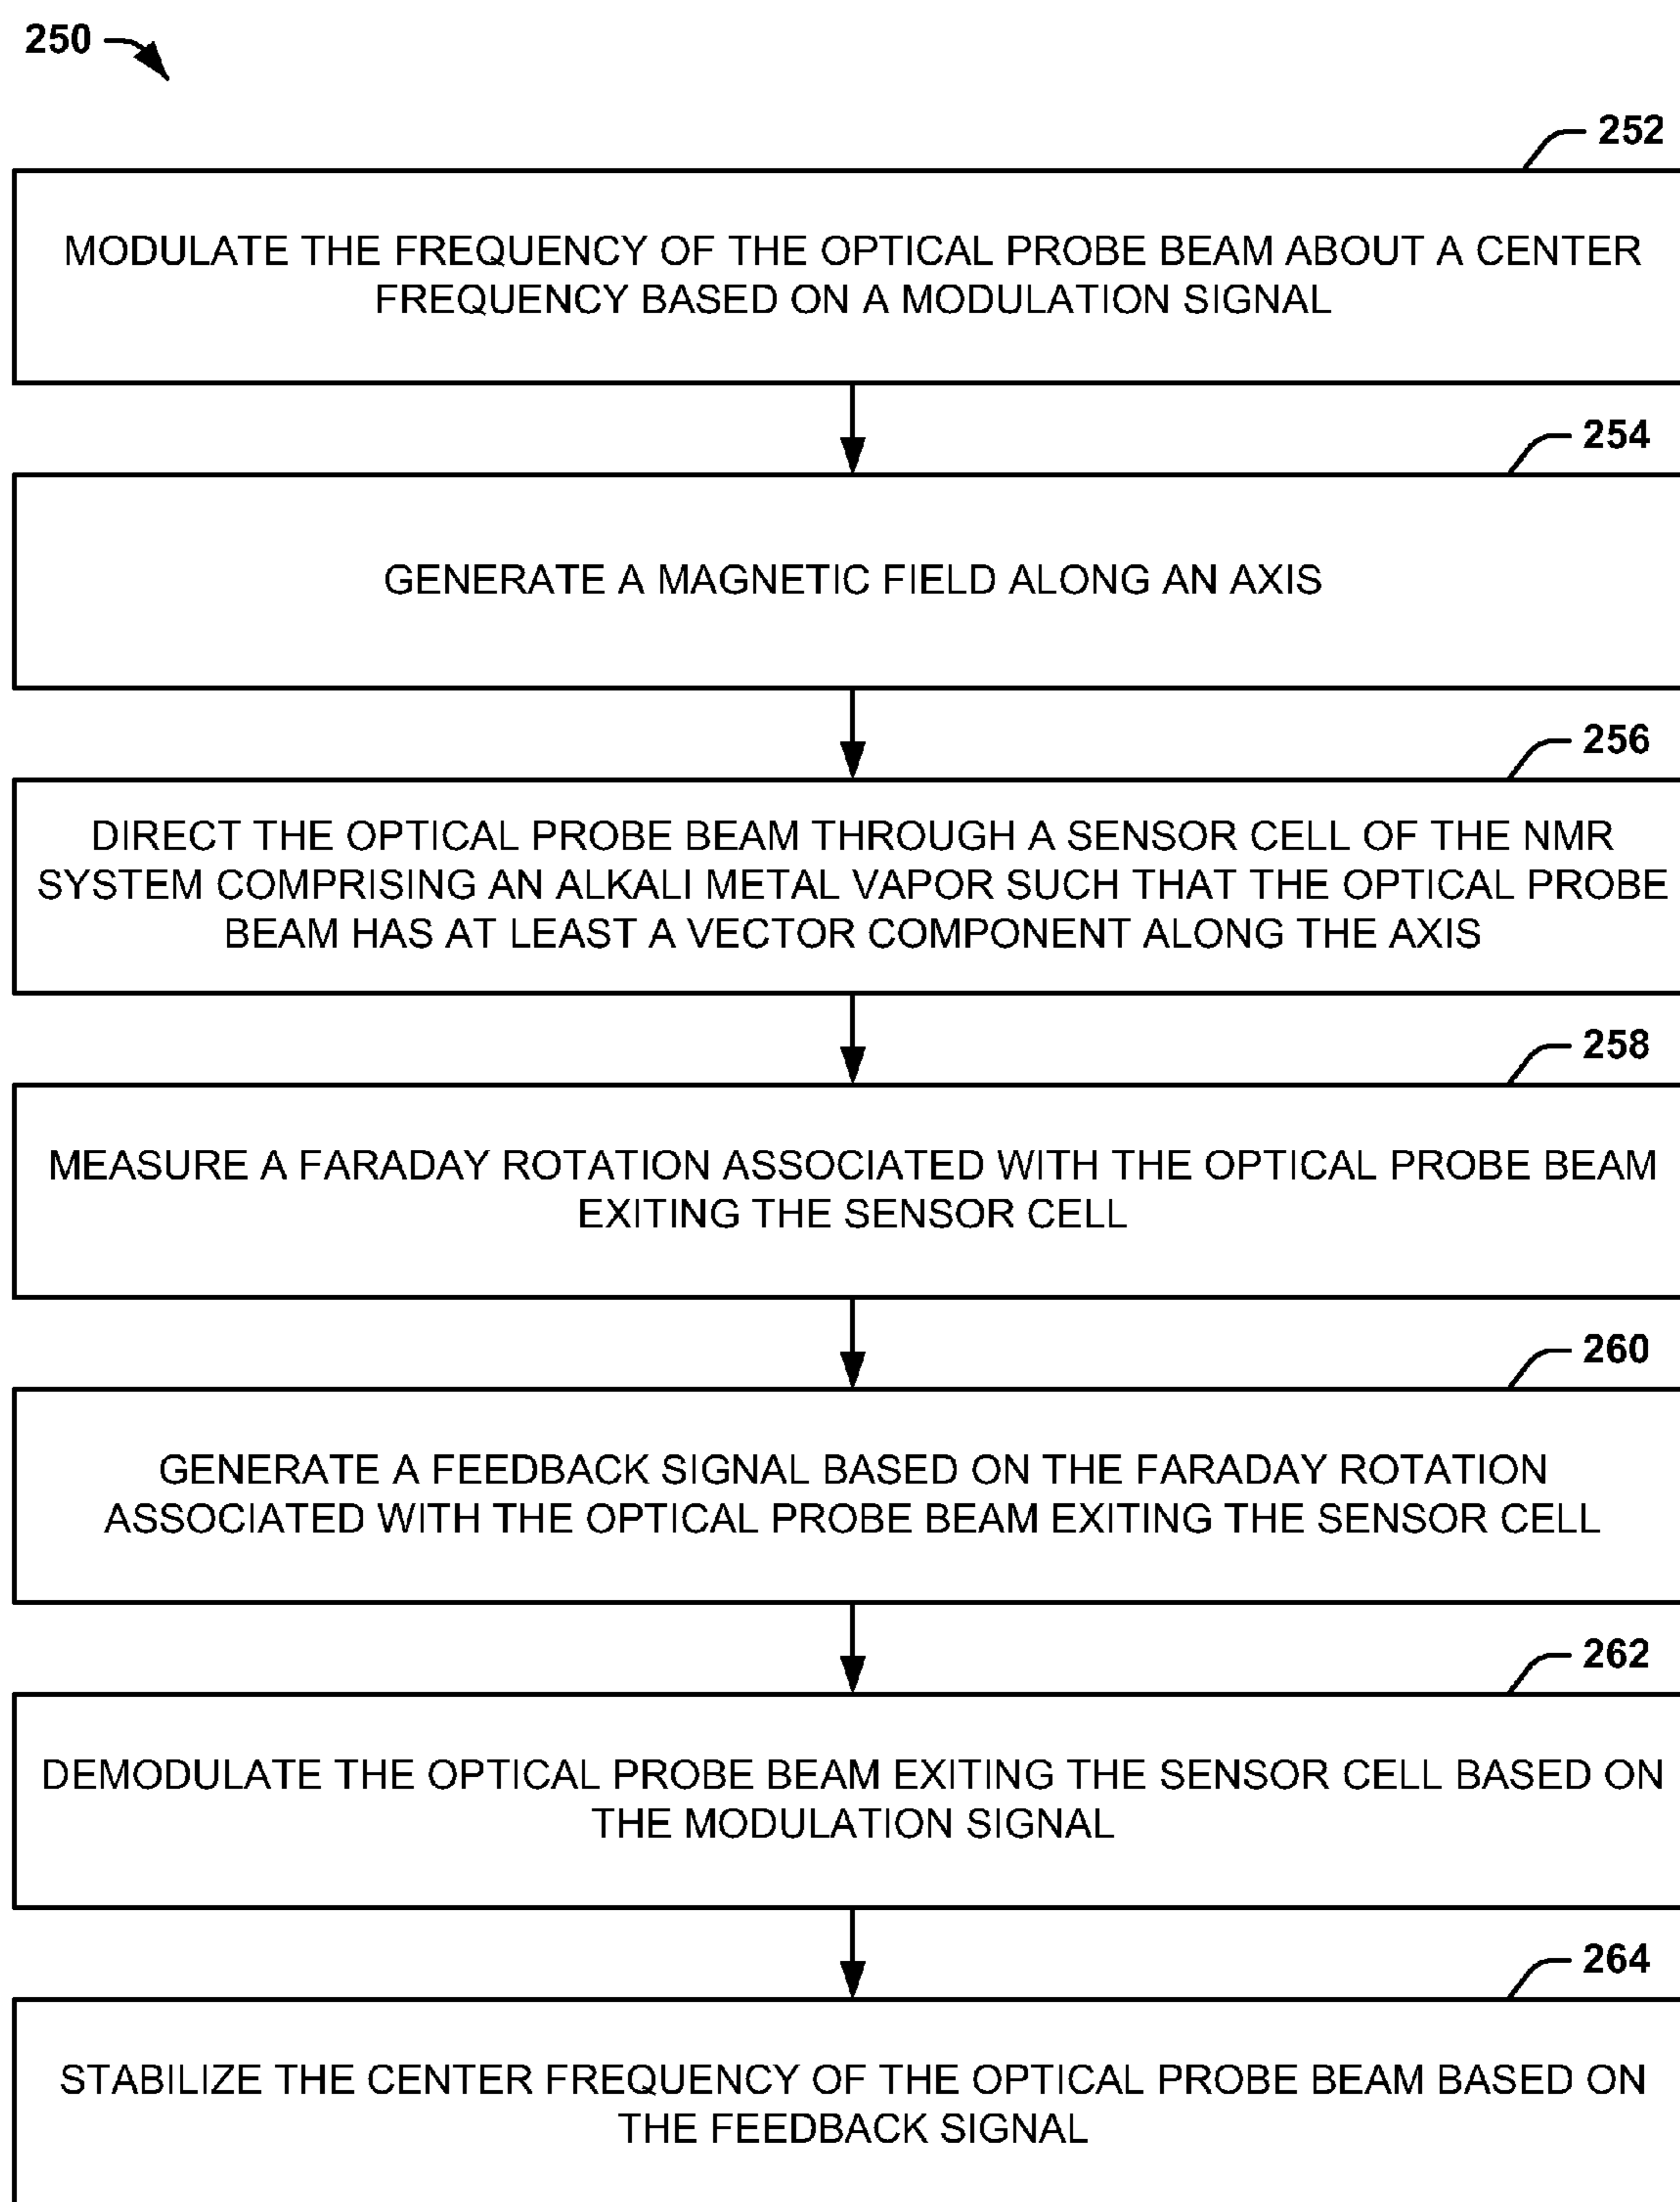 250
252
MODULATE THE FREQUENCY OF THE OPTICAL PROBE BEAM ABOUT A CENTER
FREQUENCY BASED ON A MODULATION SIGNAL
254
GENERATE A MAGNETIC FIELD ALONG AN AXIS
256
DIRECT THE OPTICAL PROBE BEAM THROUGH A SENSOR CELL OF THE NMR
SYSTEM COMPRISING AN ALKALI METAL VAPOR SUCH THAT THE OPTICAL PROBE
BEAM HAS AT LEAST A VECTOR COMPONENT ALONG THE AXIS
258
MEASURE A FARADAY ROTATION ASSOCIATED WITH THE OPTICAL PROBE BEAM
EXITING THE SENSOR CELL
260
GENERATE A FEEDBACK SIGNAL BASED ON THE FARADAY ROTATION
ASSOCIATED WITH THE OPTICAL PROBE BEAM EXITING THE SENSOR CELL
262
DEMODULATE THE OPTICAL PROBE BEAM EXITING THE SENSOR CELL BASED ON
THE MODULATION SIGNAL
264
STABILIZE THE CENTER FREQUENCY OF THE OPTICAL PROBE BEAM BASED ON
THE FEEDBACK SIGNAL